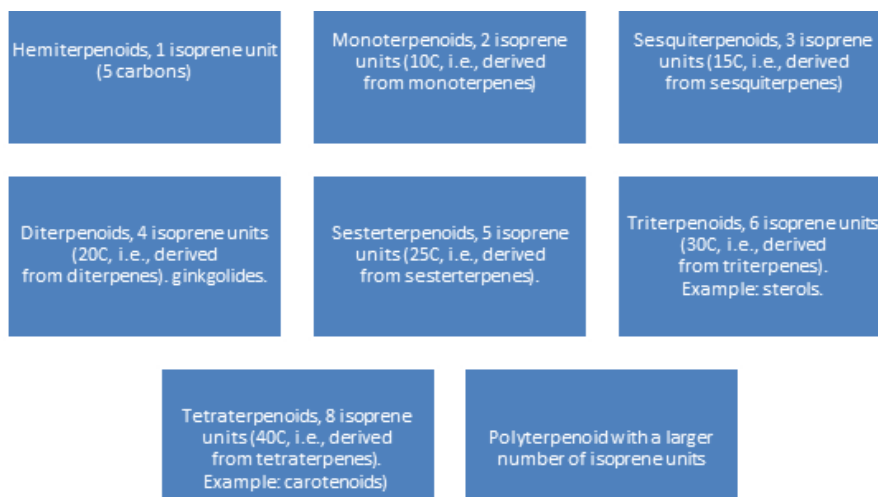 Hemiterpenoids, 1 isoprene unit
(5 carbons)
Monoterpenoids, 2 isoprene
units (10C, i.e., derived
from monoterpenes)
Sesquiterpenoids, 3 isoprene
units (15C, i.e., derived
from sesquiterpenes)
Diterpenoids, 4 isoprene units
(20C, i.e., derived
from diterpenes). ginkgolides.
Sesterterpenoids, 5 isoprene
units (25C, i.e., derived
from sesterterpenes).
Triterpenoids, 6 isoprene units
(30C, i.e., derived
from triterpenes).
Example: sterols.
Tetraterpenoids, 8 isoprene
units (40C, i.e., derived
from tetraterpenes).
Example: carotenoids)
Polyterpenoid with a larger
number of isoprene units